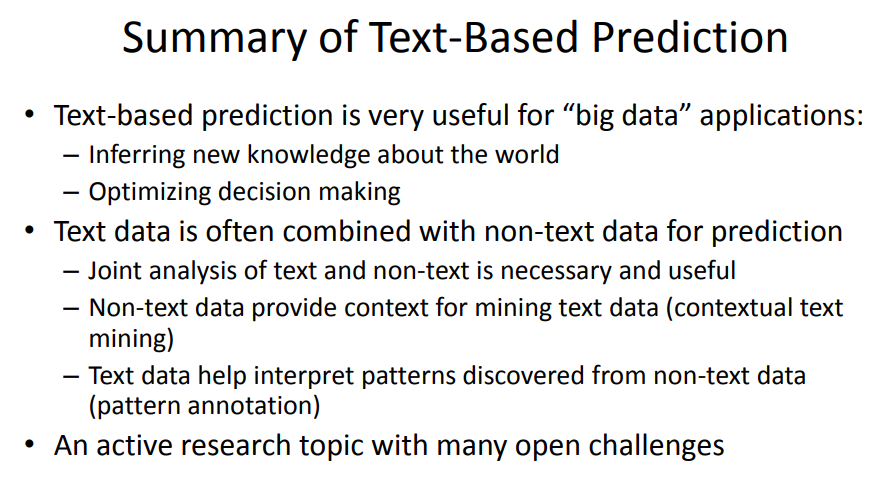 Summary of Text-Based Prediction
• Text-based prediction is very useful for “big data” applications:
– Inferring new knowledge about the world
– Optimizing decision making
• Text data is often combined with non-text data for prediction
– Joint analysis of text and non-text is necessary and useful
– Non-text data provide context for mining text data (contextual text
mining)
– Text data help interpret patterns discovered from non-text data
(pattern annotation)
• An active research topic with many open challenges